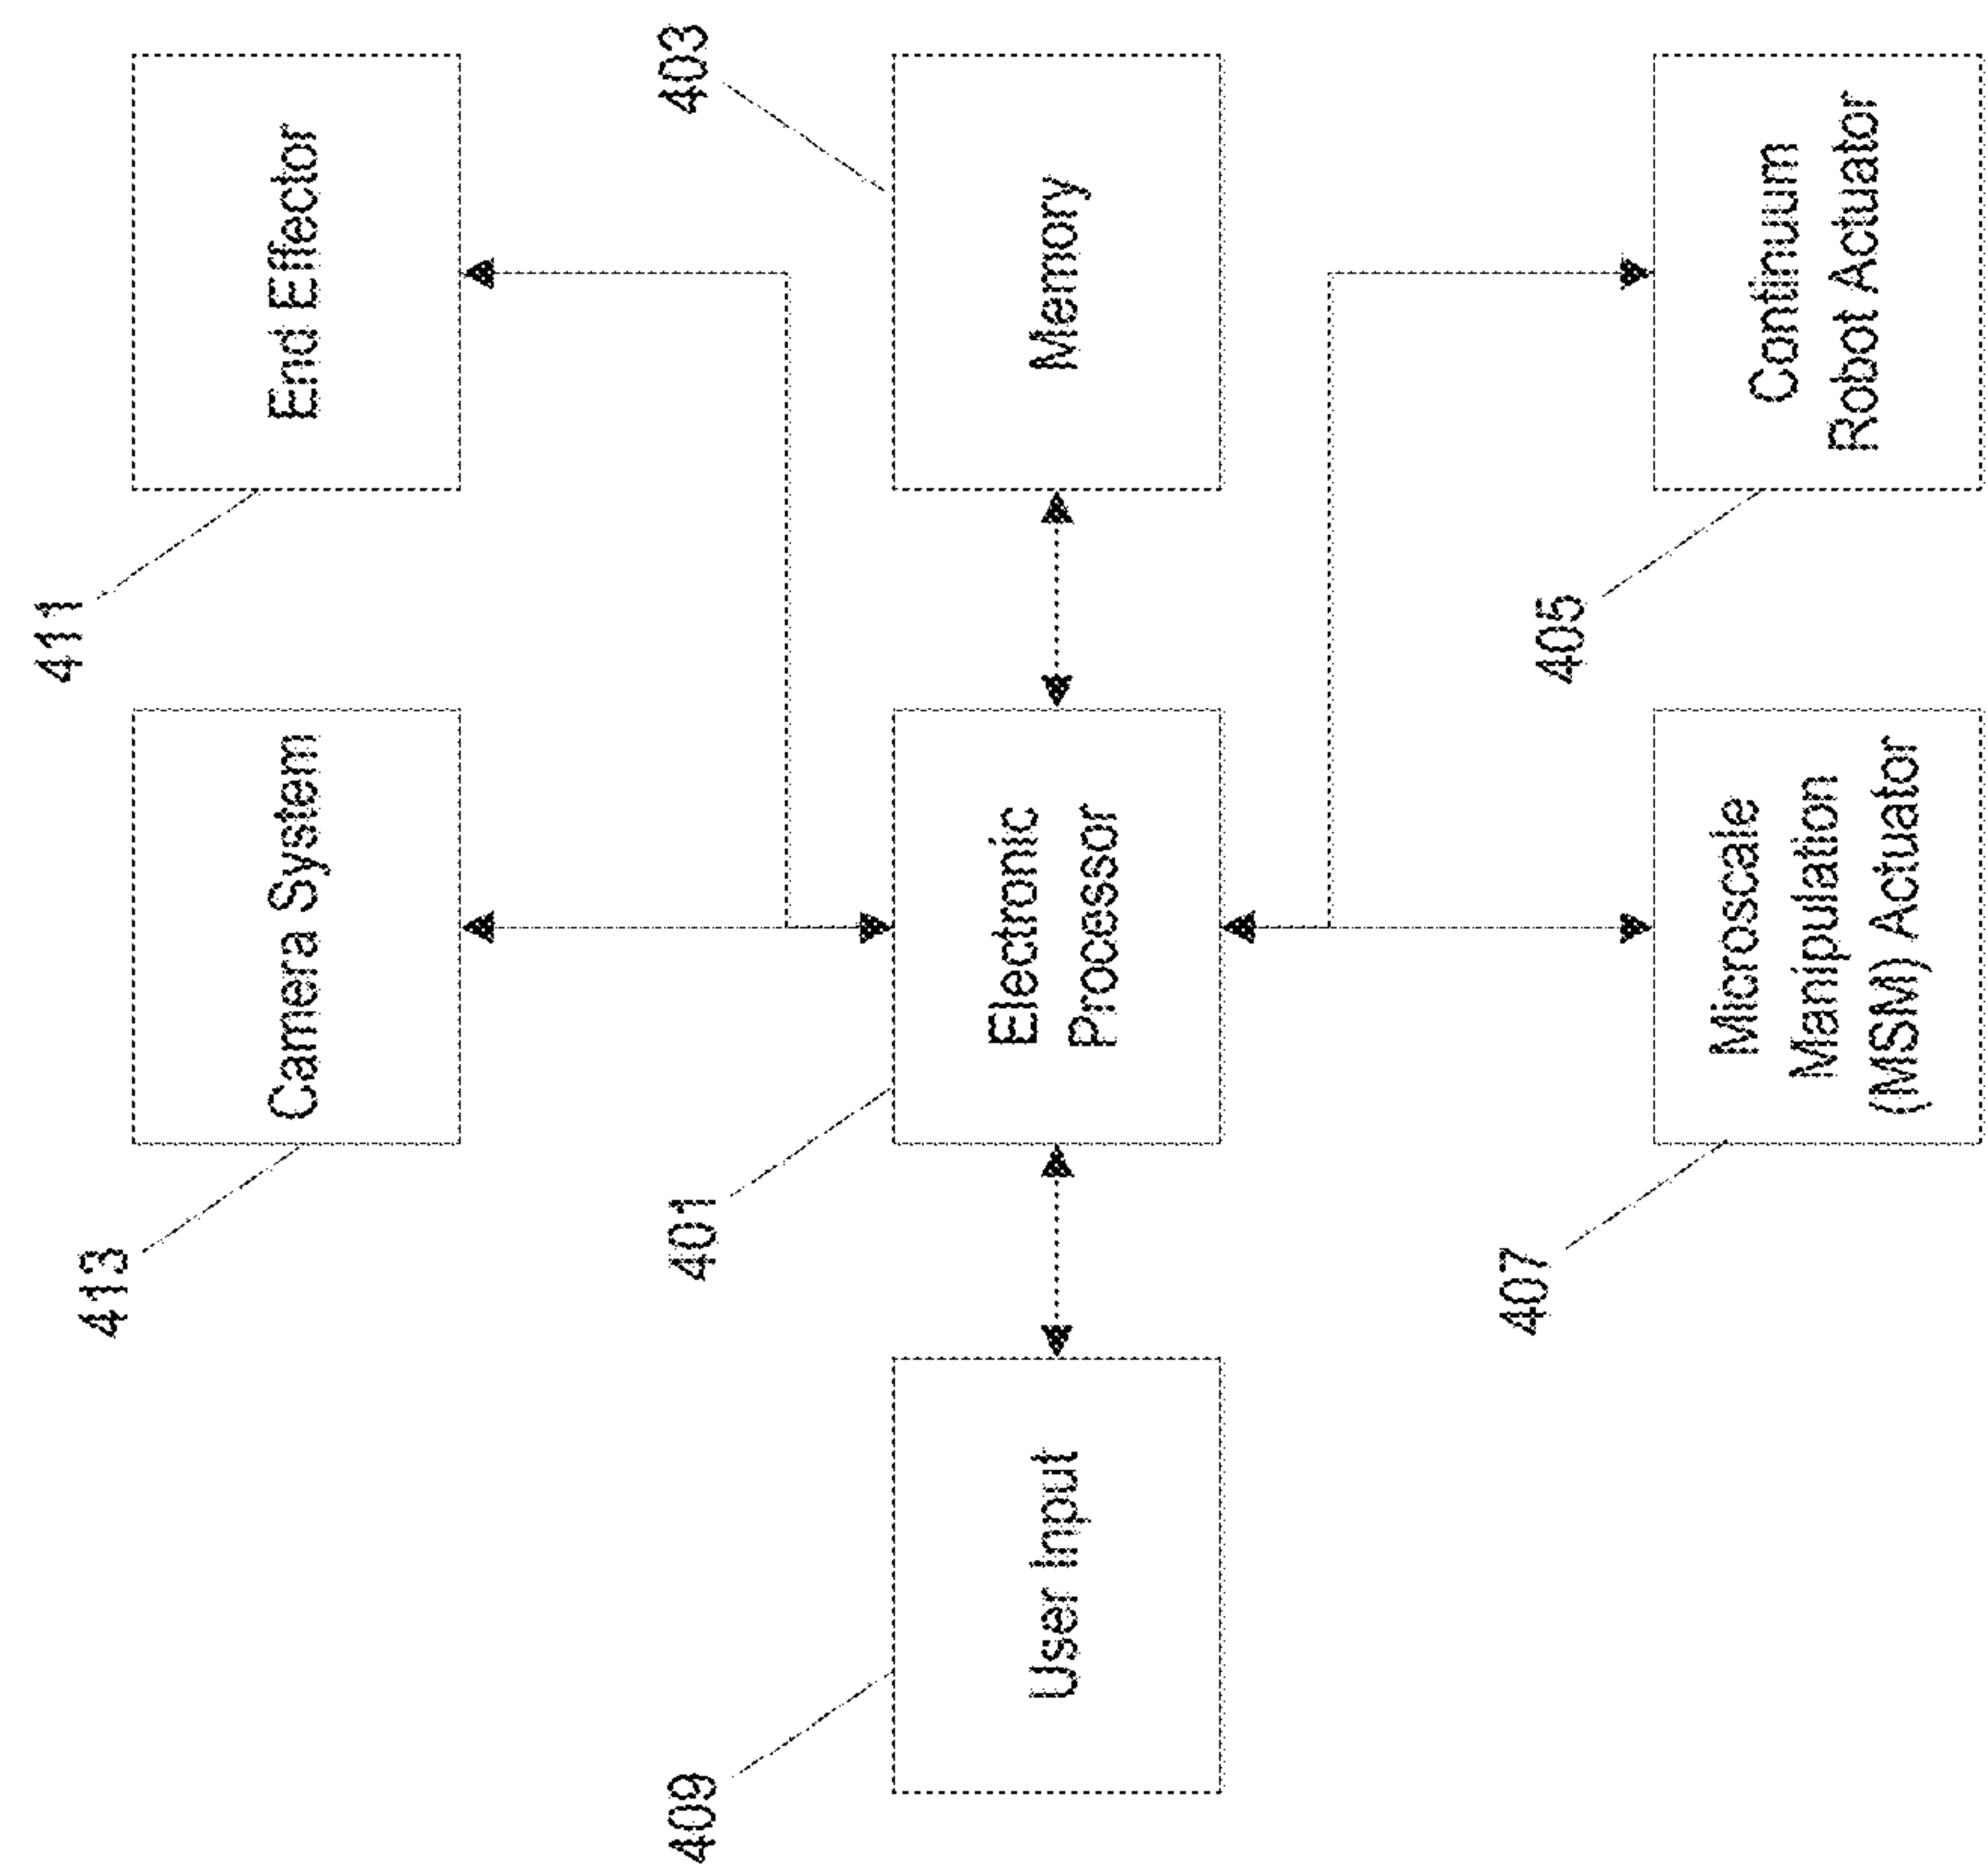 413
Camera System
411
End Effector
409
User Input
401
Electronic
Processor
403
Memory
407
Microscale
Manipulation
(MSM) Actuator
405
Continuum
Robot Actuator